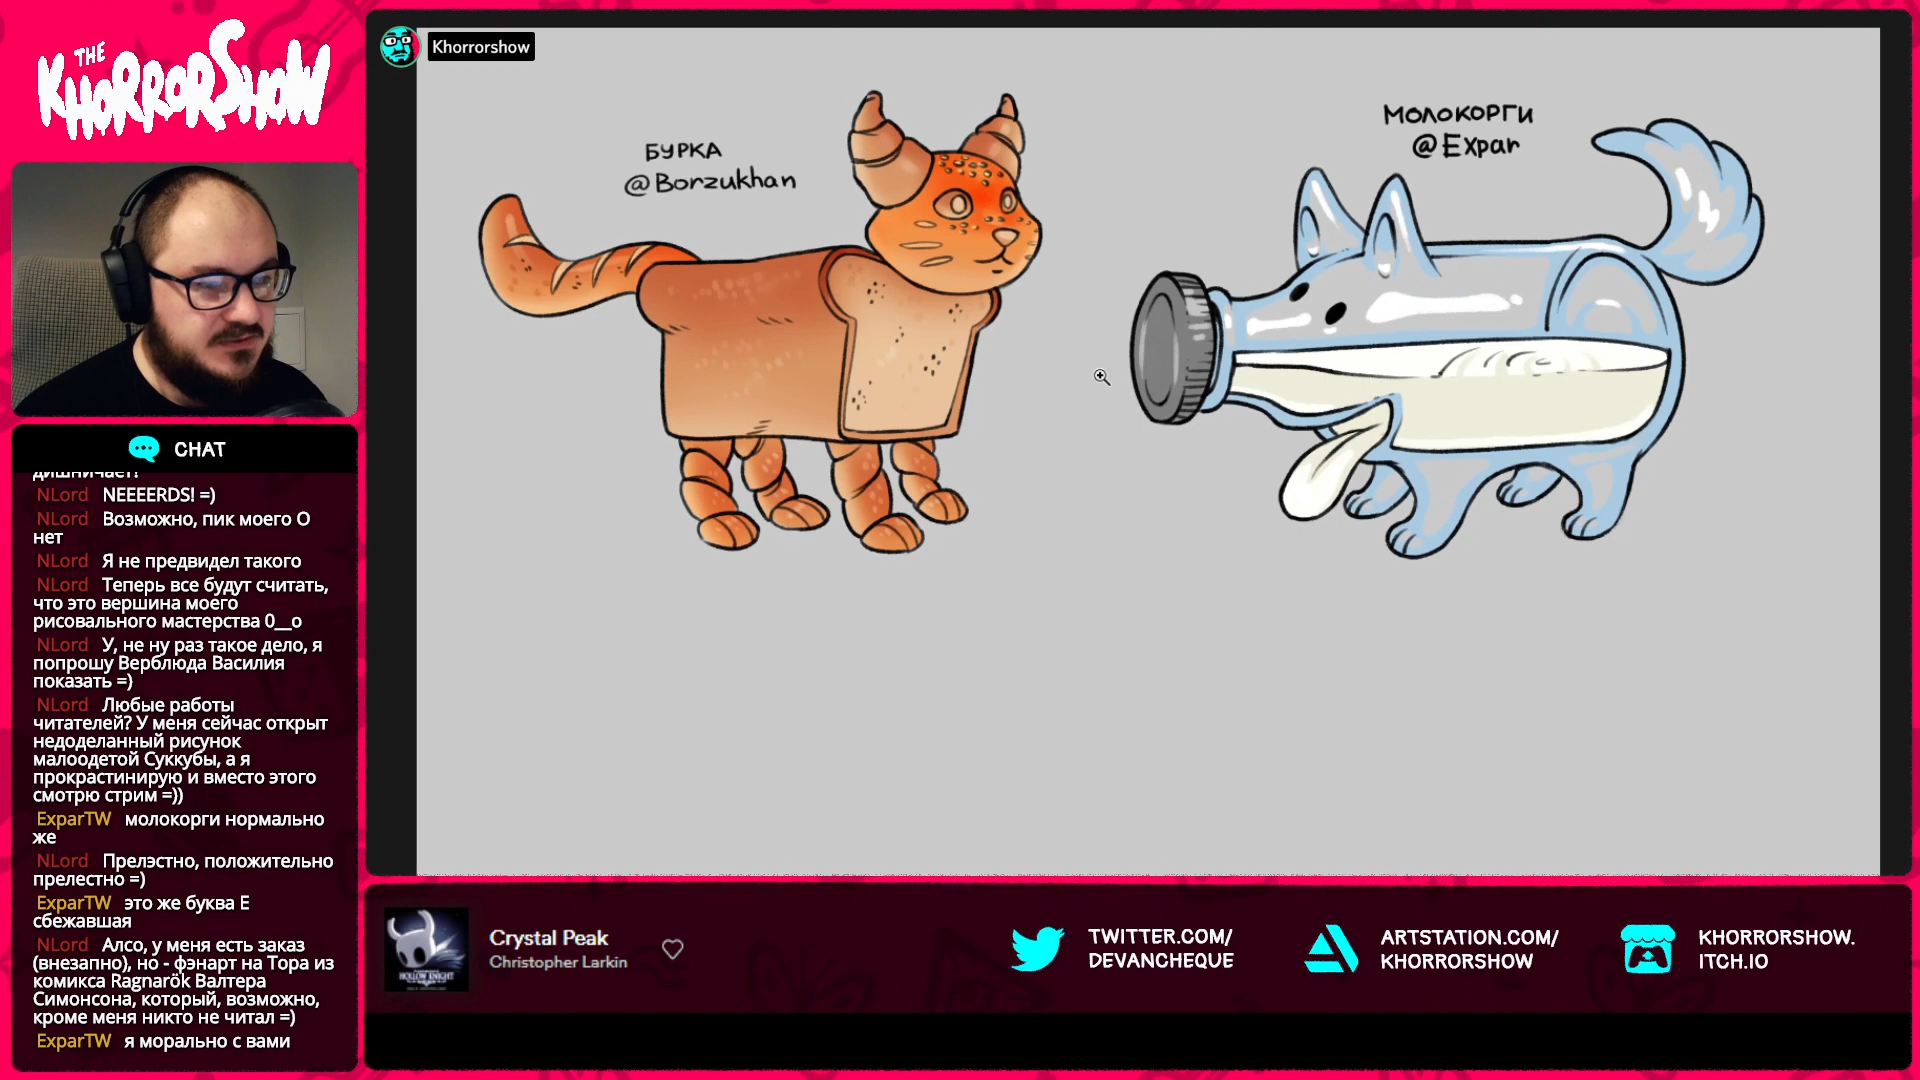 THE
KHORRORSHOW
CHAT
дишничает!
NLord NEEEERDS! =)
NLord Возможно, пик моего О
нет
NLord Я не предвидел такого
NLord Теперь все будут считать,
что это вершина моего
рисовального мастерства 0__о
NLord У, не ну раз такое дело, я
попрошу Верблюда Василия
показать =)
NLord Любые работы
читателей? У меня сейчас открыт
недоделанный рисунок
малоодетой Суккубы, а я
прокрастинирую и вместо этого
смотрю стрим =))
ExparTW молокорги нормально
же
NLord Прелэстно, положительно
прелестно =)
ExparTW это же буква Е
сбежавшая
NLord Алсо, у меня есть заказ
(внезапно), но - фэнарт на Тора из
комикса Ragnarök Валтера
Симонсона, который, возможно,
кроме меня никто не читал =)
ExparTW я морально с вами
Khorrorshow
БУРКА
@Borzukhan
МОЛОКОРГИ
@Expar
HOLLOW KNIGHT
Crystal Peak
Christopher Larkin
TWITTER.COM/
DEVANCHEQUE
ARTSTATION.COM/
KHORRORSHOW
KHORRORSHOW.
ITCH.IO